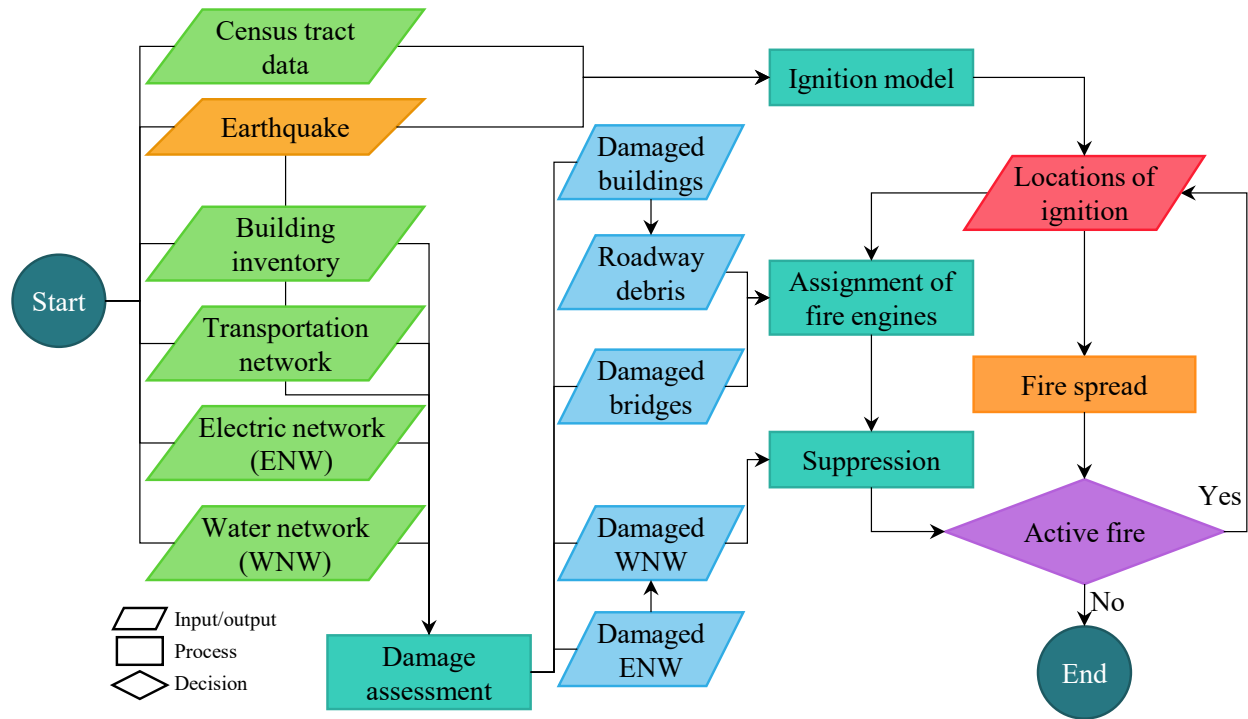 Start
Census tract
data
Earthquake
Building
inventory
Transportation
network
Electric network
(ENW)
Water network
(WNW)
Input/output
Process
Decision
Damage
assessment
Damaged
buildings
Roadway
debris
Damaged
bridges
Damaged
WNW
Damaged
ENW
Ignition model
Assignment of
fire engines
Suppression
Locations of
ignition
Fire spread
Active fire
Yes
No
End